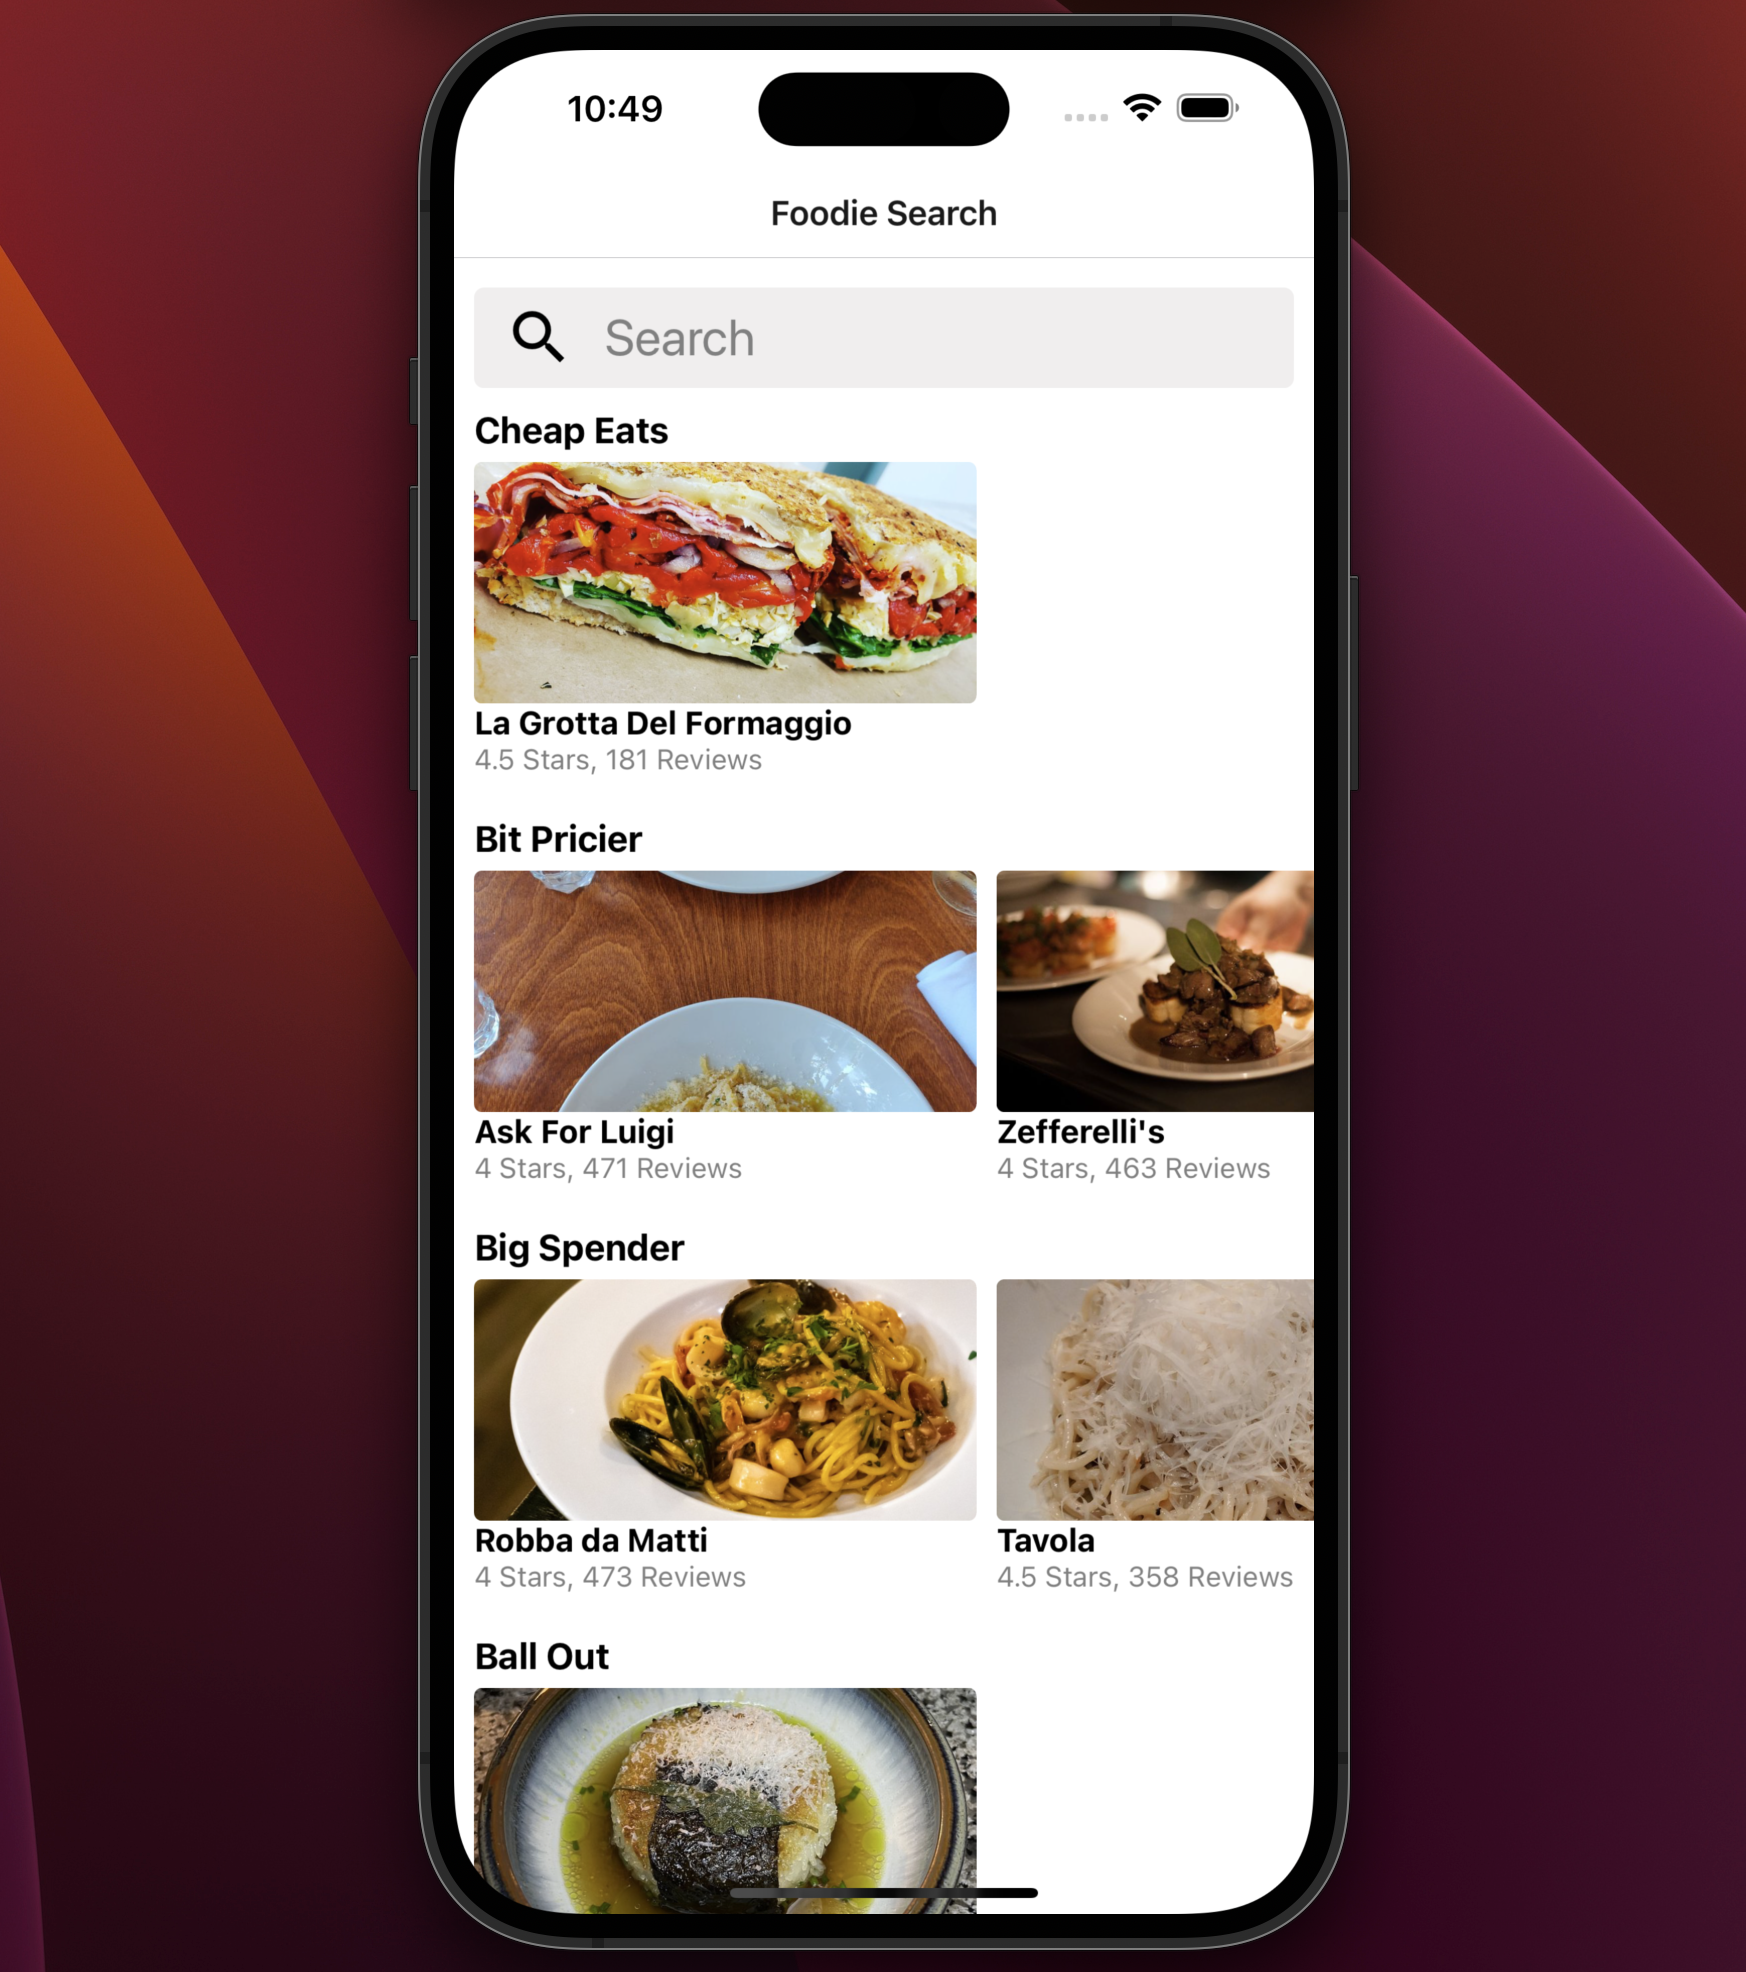 10:49
Foodie Search
Search
Cheap Eats
La Grotta Del Formaggio
4.5 Stars, 181 Reviews
Bit Pricier
Ask For Luigi
4 Stars, 471 Reviews
Zefferelli's
4 Stars, 463 Reviews
Big Spender
Robba da Matti
4 Stars, 473 Reviews
Tavola
4.5 Stars, 358 Reviews
Ball Out